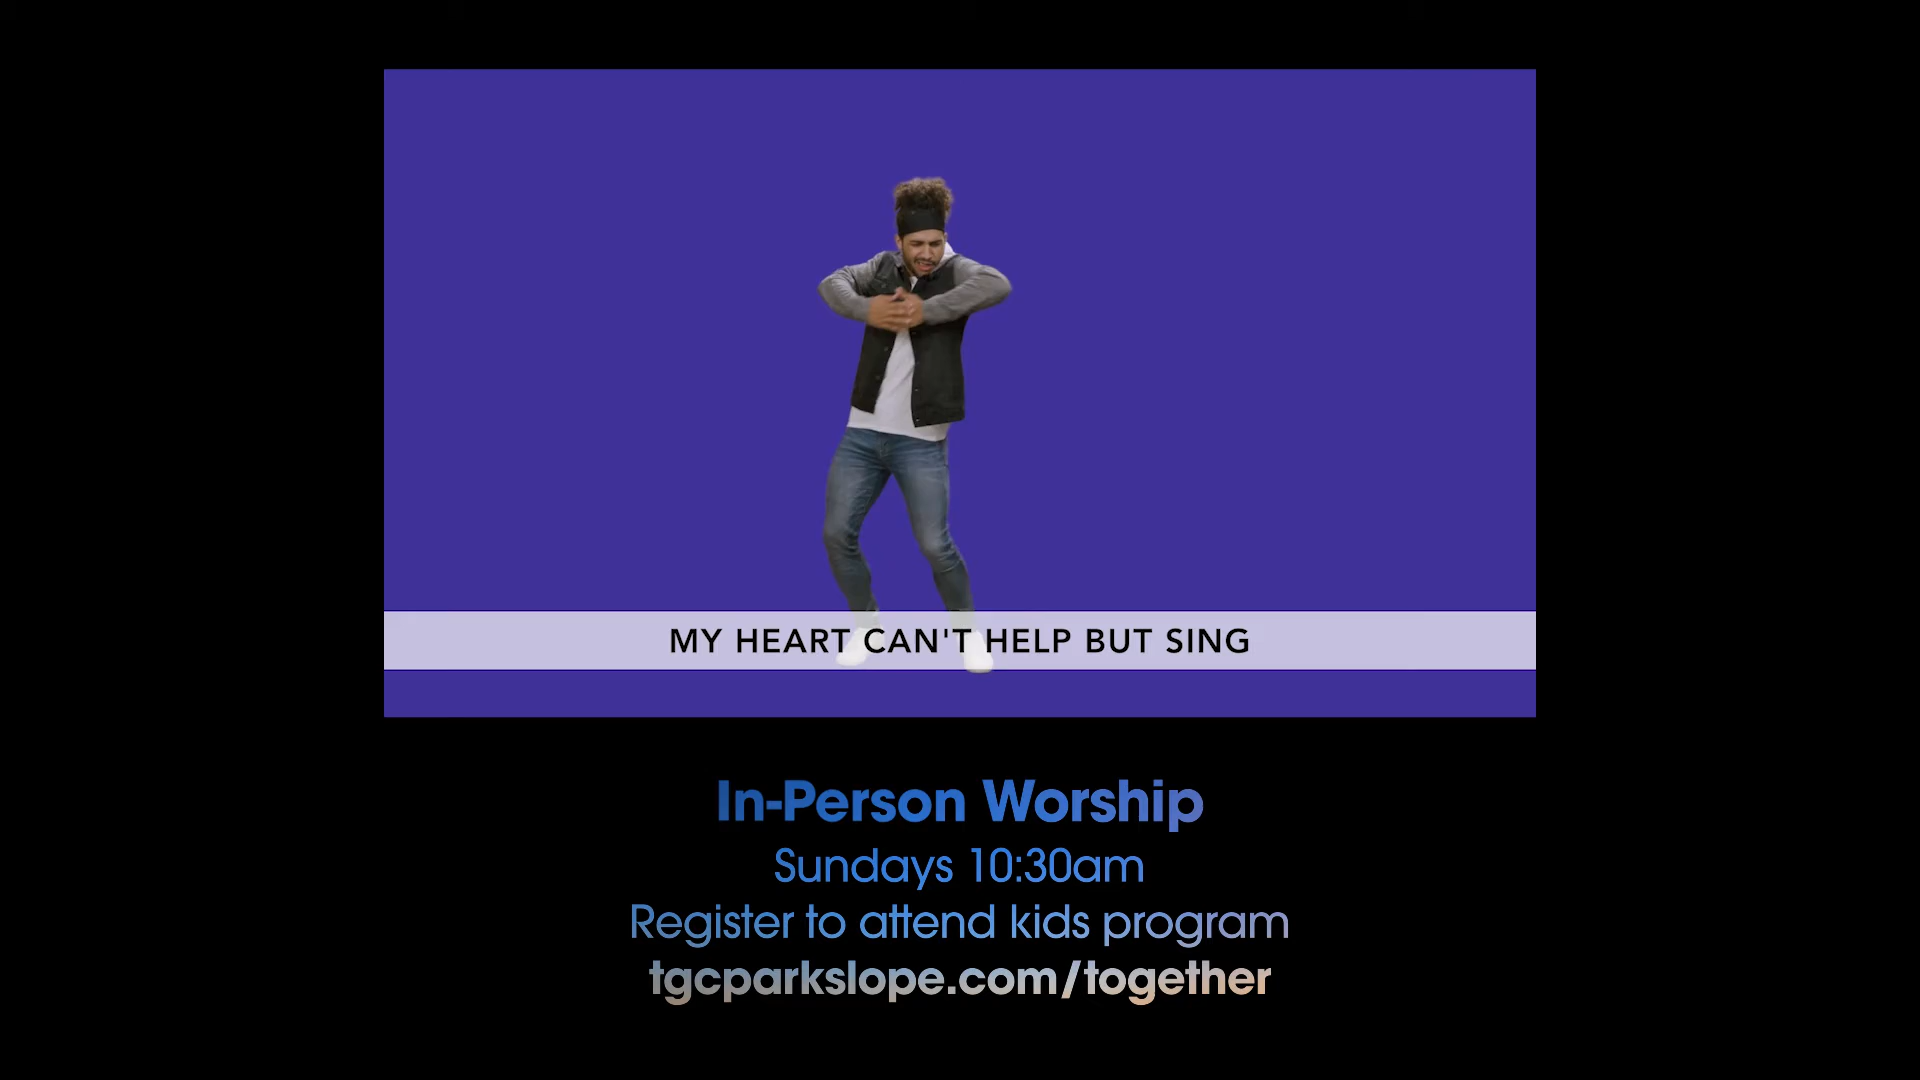 MY HEART CAN'T HELP BUT SING
In-Person Worship
Sundays 10:30am
Register to attend kids program
tgcparkslope.com/together